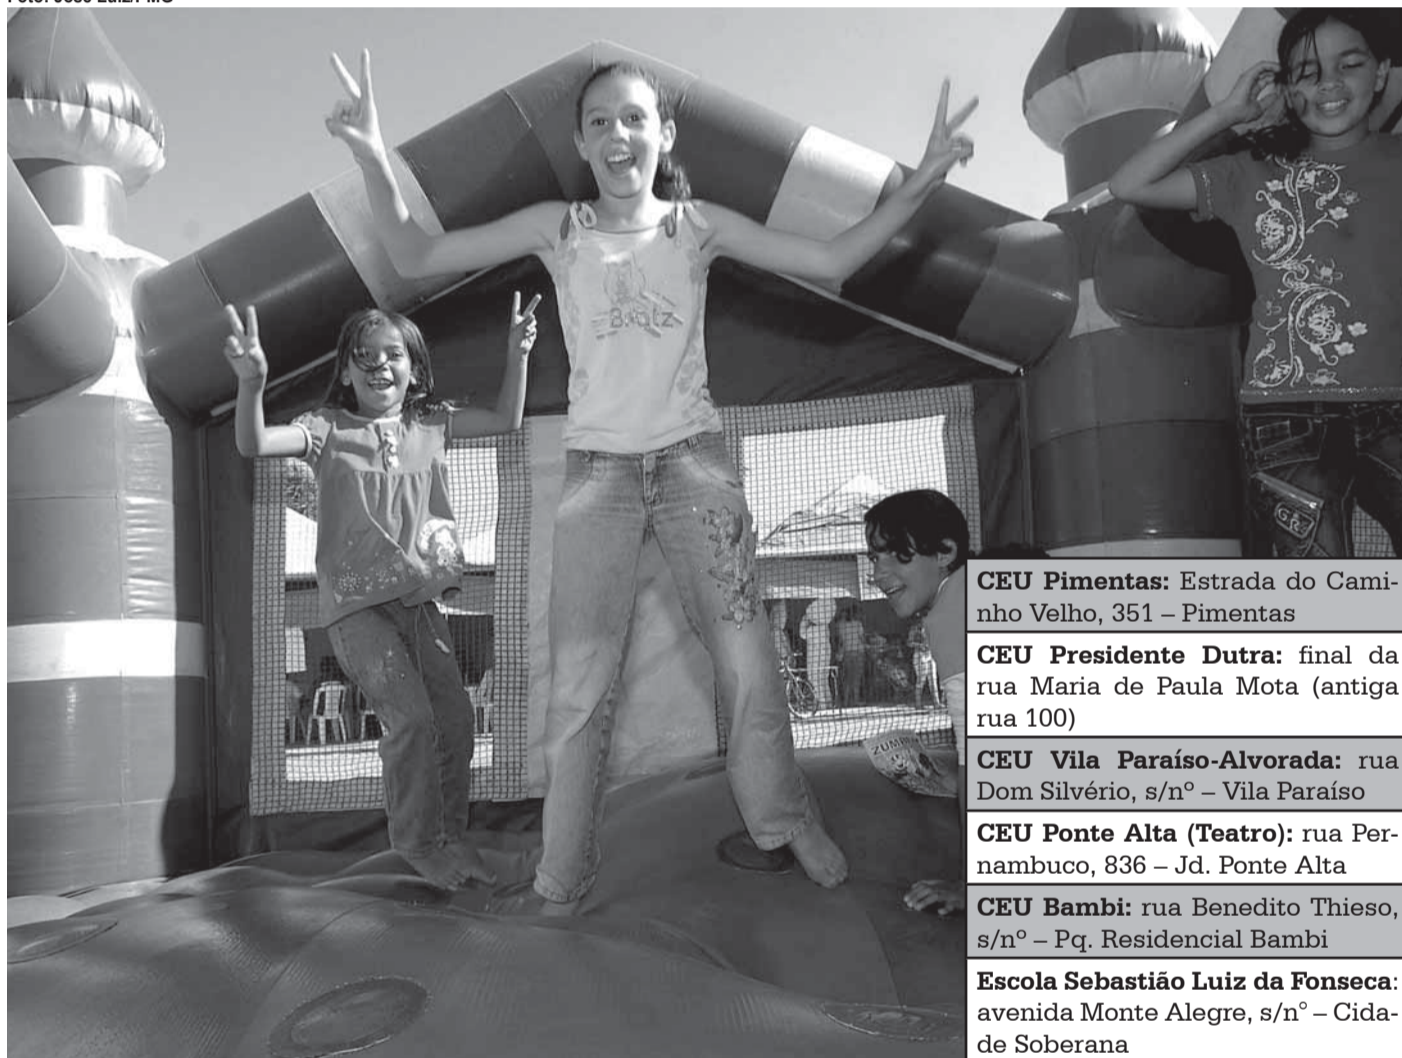 Bratz
GRZ
ZUMB
CEU Pimentas: Estrada do Cami-
nho Velho, 351 – Pimentas
CEU Presidente Dutra: final da
rua Maria de Paula Mota (antiga
rua 100)
CEU Vila Paraíso-Alvorada: rua
Dom Silvério, s/nº – Vila Paraíso
CEU Ponte Alta (Teatro): rua Per-
nambuco, 836 – Jd. Ponte Alta
CEU Bambi: rua Benedito Thieso,
s/nº – Pq. Residencial Bambi
Escola Sebastião Luiz da Fonseca:
avenida Monte Alegre, s/n° – Cida-
de Soberana